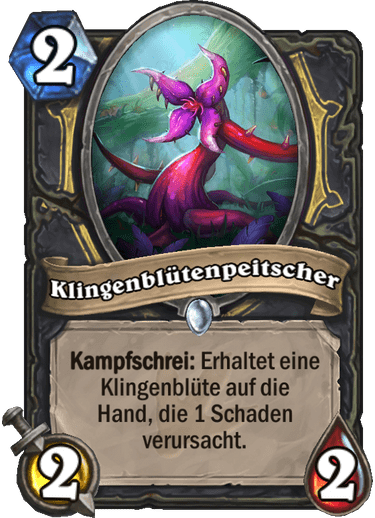 2
Klingenblütenpeitscher
Kampfschrei: Erhaltet eine
Klingenblüte auf die
Hand, die 1 Schaden
verursacht.
2
2